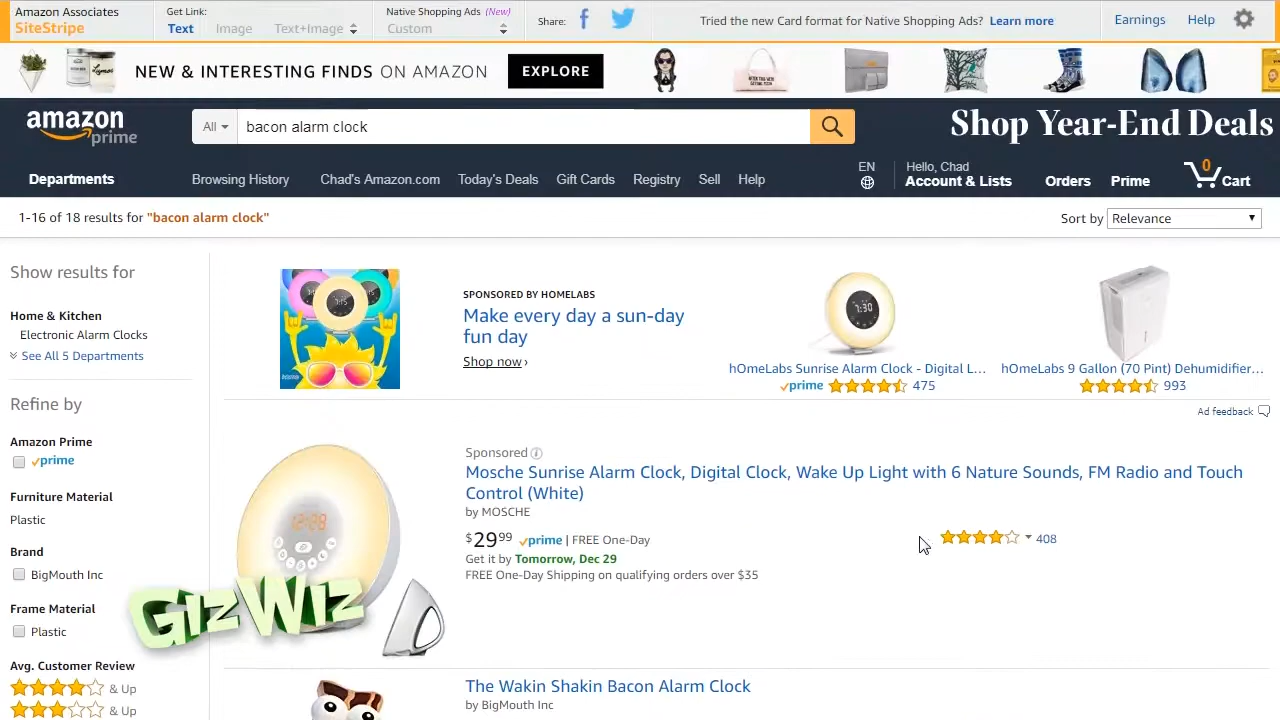 Amazon Associates
SiteStripe
Get Link:
Text Image Text+Image
Native Shopping Ads (New)
Custom
Share:
Tried the new Card format for Native Shopping Ads? Learn more
Earnings Help
NEW & INTERESTING FINDS ON AMAZON EXPLORE
amazon
prime
All
bacon alarm clock
Shop Year-End Deals
Departments
Browsing History Chad's Amazon.com Today's Deals Gift Cards Registry Sell Help
EN
Hello, Chad
Account & Lists
Orders Prime
0
Cart
1-16 of 18 results for "bacon alarm clock"
Sort by Relevance
Show results for
Home & Kitchen
Electronic Alarm Clocks
See All 5 Departments
Refine by
Amazon Prime
prime
Furniture Material
Plastic
Brand
BigMouth Inc
Frame Material
Plastic
Avg. Customer Review
& Up
& Up
SPONSORED BY HOMELABS
Make every day a sun-day
fun day
Shop now ›
7:30
hOmeLabs Sunrise Alarm Clock - Digital L...
prime 475
hOmeLabs 9 Gallon (70 Pint) Dehumidifier...
993
Ad feedback
Sponsored
Mosche Sunrise Alarm Clock, Digital Clock, Wake Up Light with 6 Nature Sounds, FM Radio and Touch
Control (White)
by MOSCHE
$29 99 prime | FREE One-Day
Get it by Tomorrow, Dec 29
FREE One-Day Shipping on qualifying orders over $35
408
12:28
GizWiz
The Wakin Shakin Bacon Alarm Clock
by BigMouth Inc